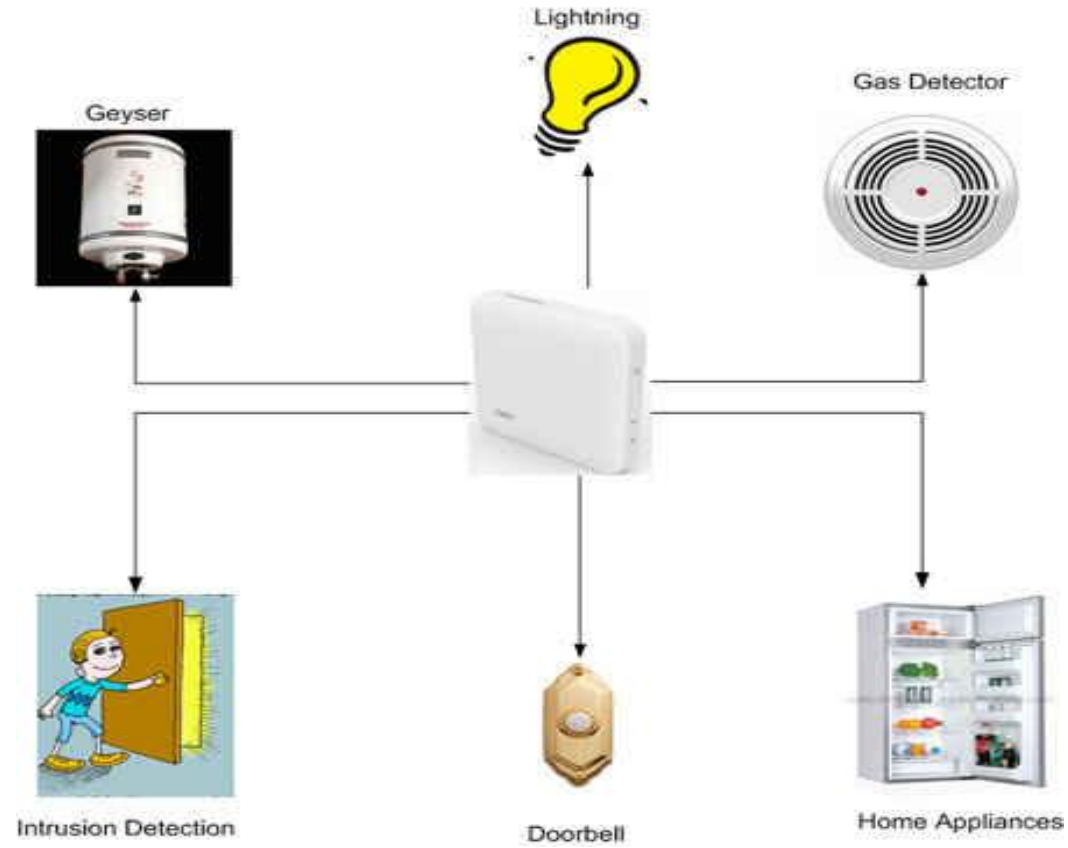 Lightning
Geyser
Gas Detector
Intrusion Detection
Doorbell
Home Appliances